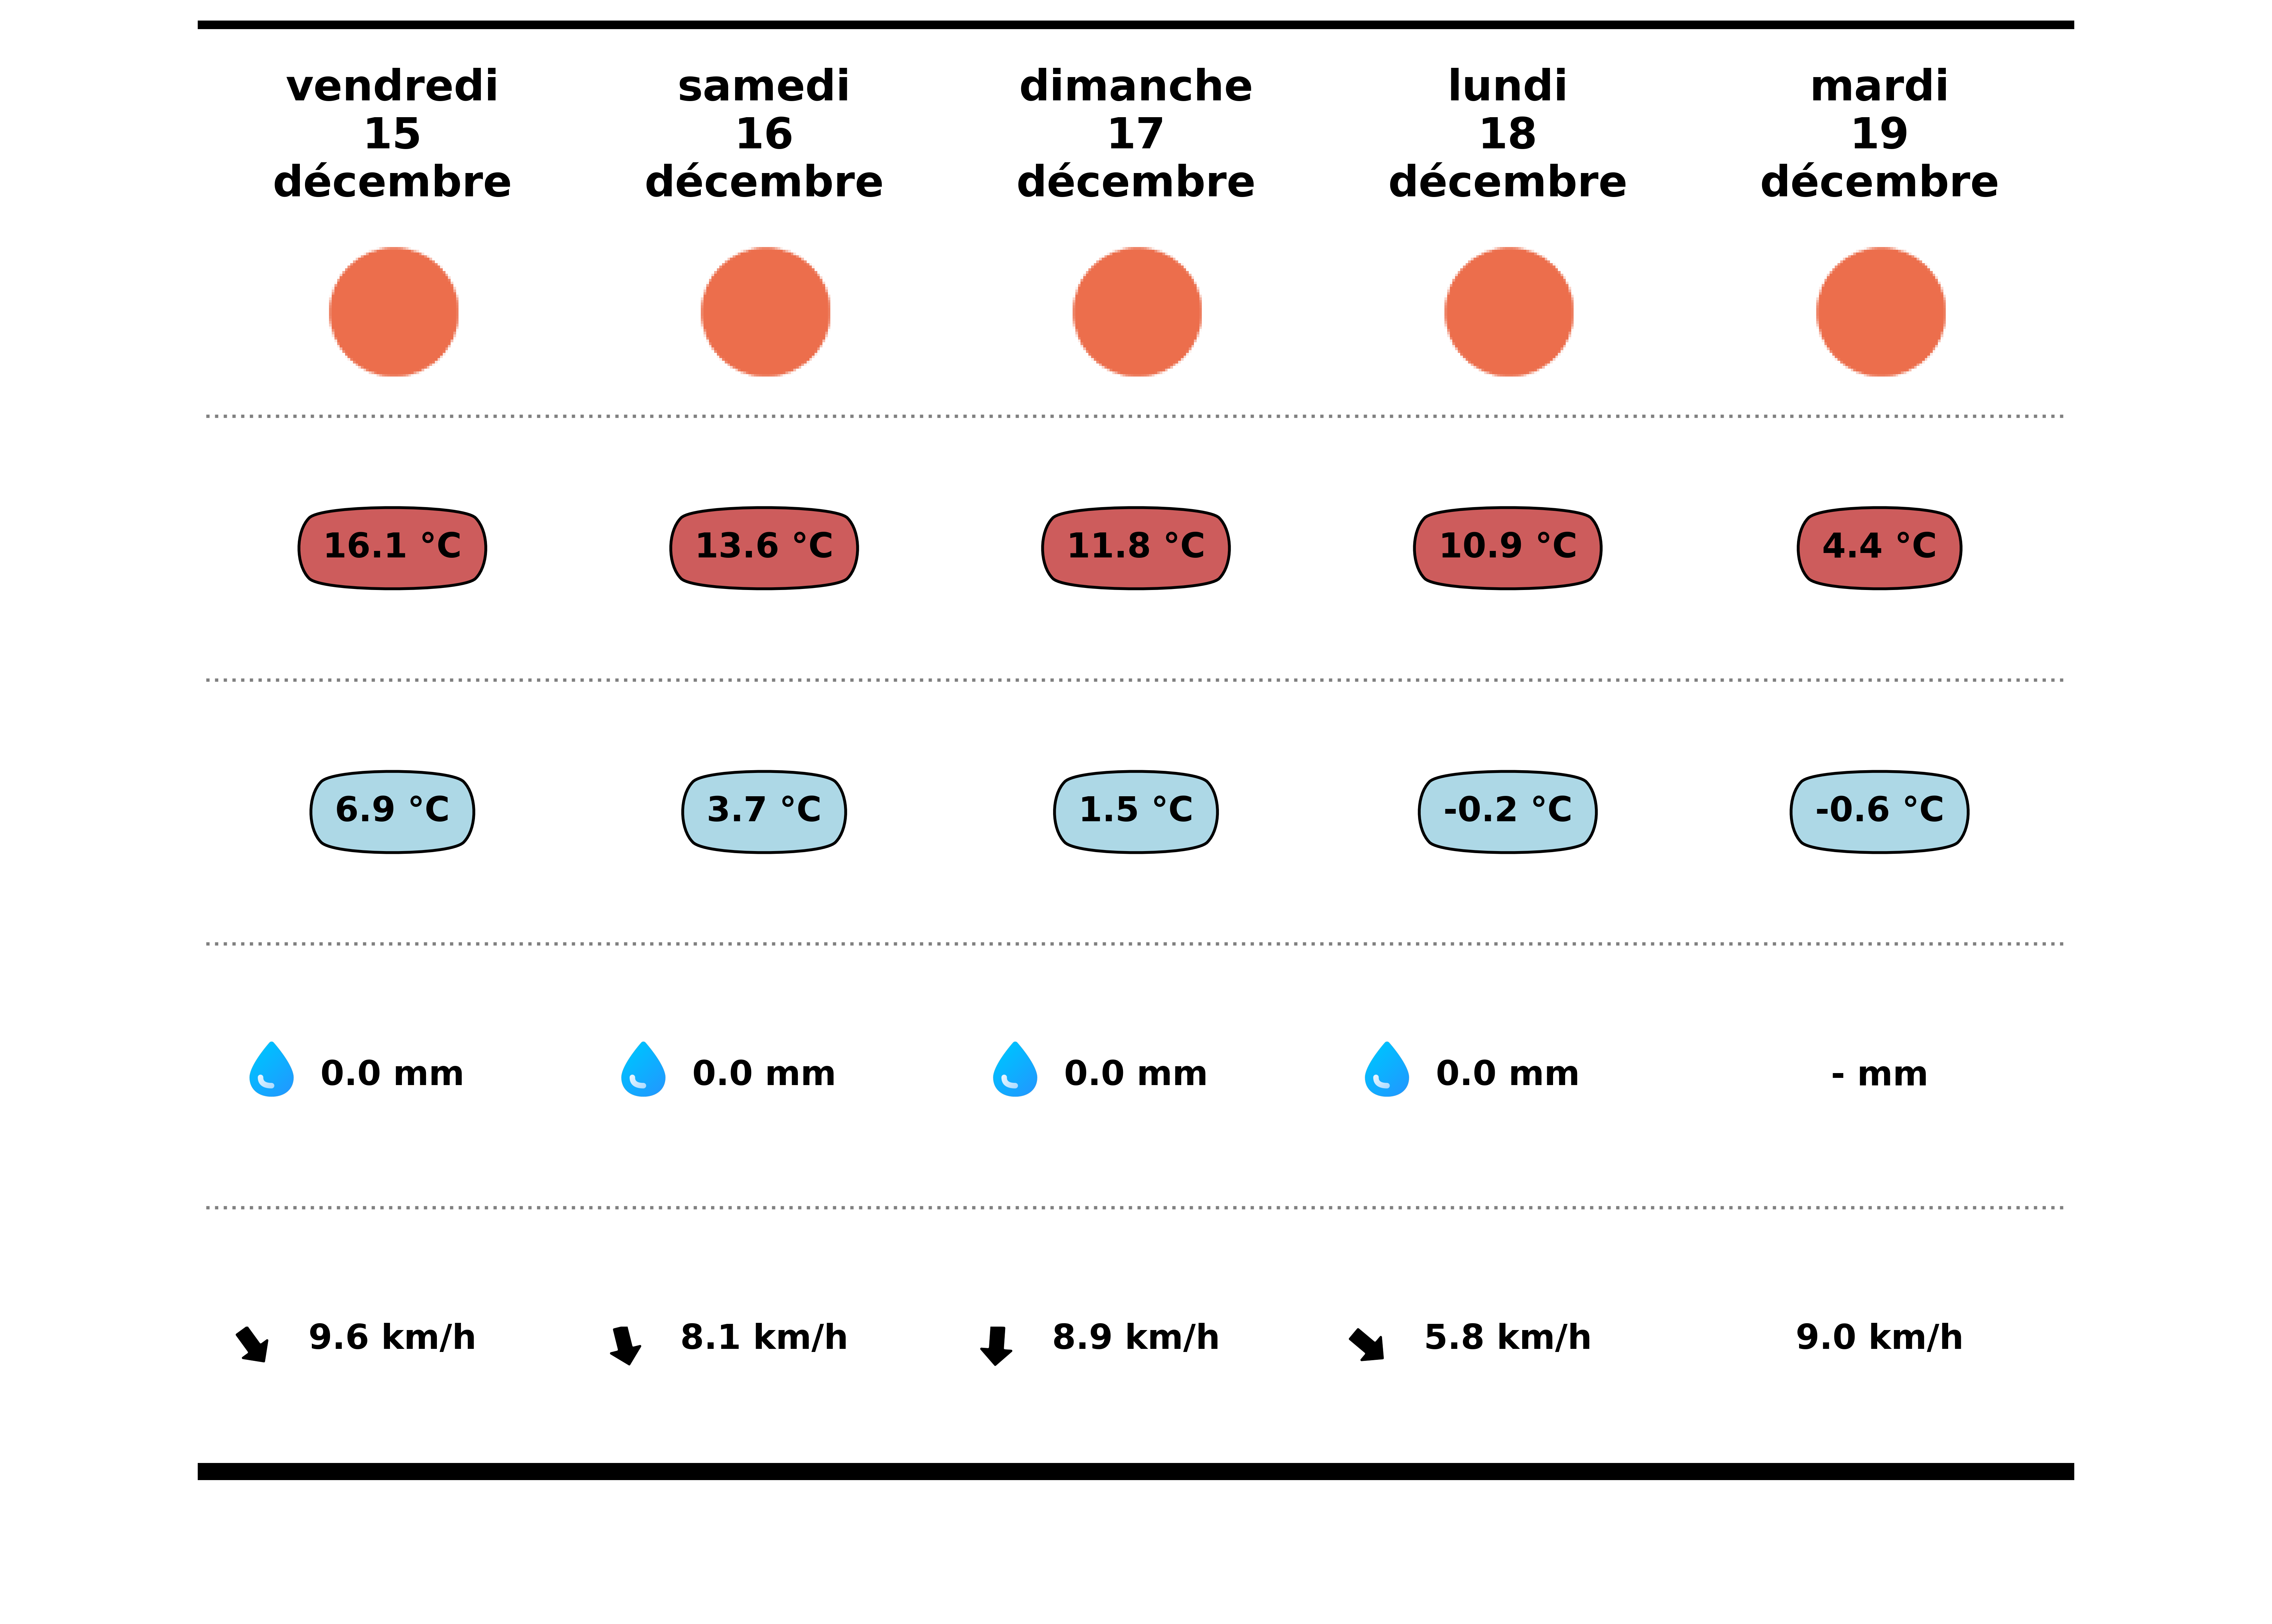 vendredi
15
décembre
samedi
16
décembre
dimanche
17
décembre
lundi
18
décembre
mardi
19
décembre
16.1 °C
13.6 °C
11.8 °C
10.9 °C
4.4 °C
6.9 °C
3.7 °C
1.5 °C
-0.2 °C
-0.6 °C
0.0 mm
0.0 mm
0.0 mm
0.0 mm
- mm
9.6 km/h
8.1 km/h
8.9 km/h
5.8 km/h
9.0 km/h